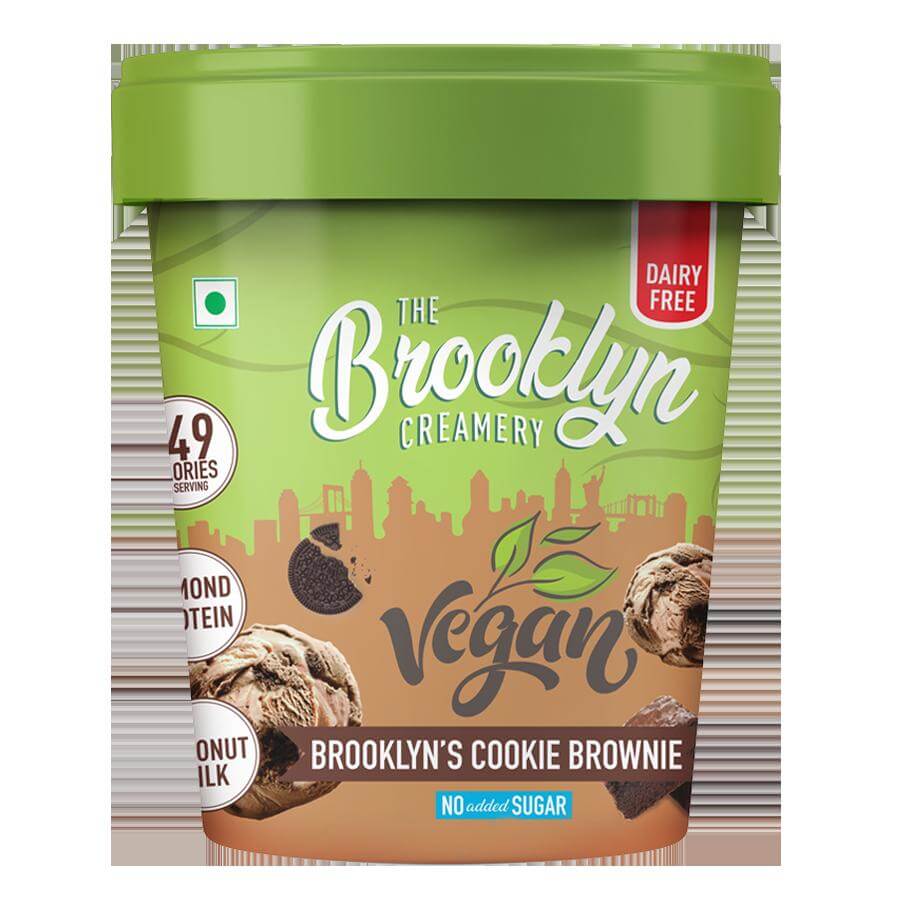 DAIRY
FREE
THE
Brooklyn
CREAMERY
49
ORIES
SERVING
Vegan
MOND
OTEIN
ONUT
ILK
BROOKLYN'S COOKIE BROWNIE
NO added SUGAR